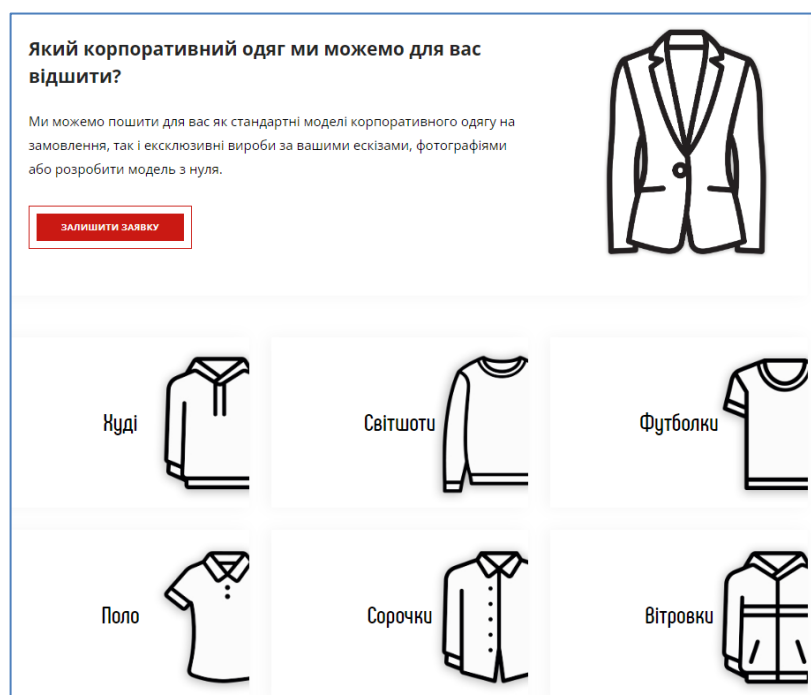 Який корпоративний одяг ми можемо для вас
відшити?
Ми можемо пошити для вас як стандартні моделі корпоративного одягу на
замовлення, так і ексклюзивні вироби за вашими ескізами, фотографіями
або розробити модель з нуля.
ЗАЛИШИТИ ЗАЯВКУ
Худі
Світшоти
Футболки
Поло
Сорочки
Вітровки